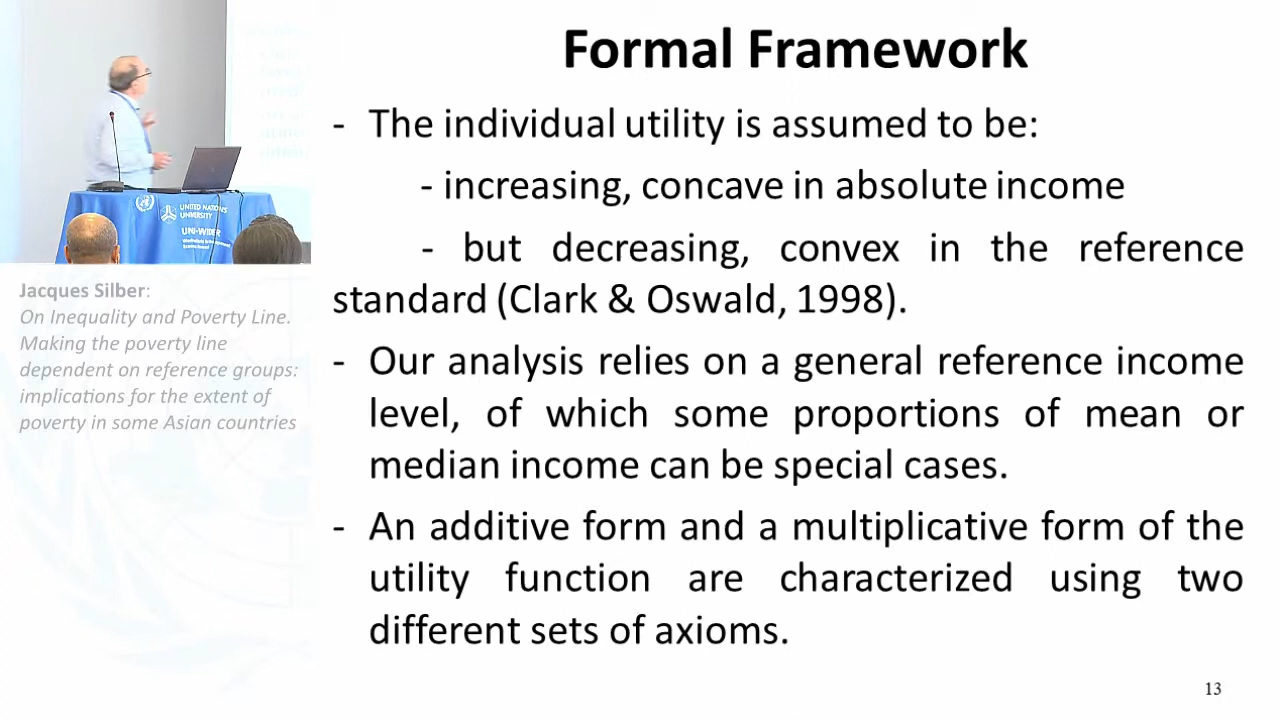 Formal Framework
- The individual utility is assumed to be:
- increasing, concave in absolute income
- but decreasing, convex in the reference
standard (Clark & Oswald, 1998).
- Our analysis relies on a general reference income
level, of which some proportions of mean or
median income can be special cases.
- An additive form and a multiplicative form of the
utility function are characterized using two
different sets of axioms.
13
UNITED NATIONS
UNIVERSITY
UNU-WIDER
Jacques Silber:
On Inequality and Poverty Line.
Making the poverty line
dependent on reference groups:
implications for the extent of
poverty in some Asian countries